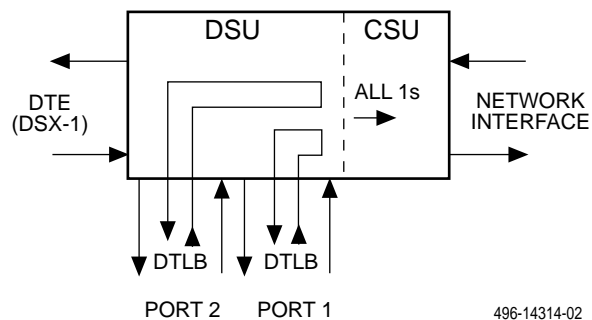 DSU CSU
DTE
(DSX-1)
ALL 1s
NETWORK
INTERFACE
DTLB DTLB
PORT 2 PORT 1
496-14314-02